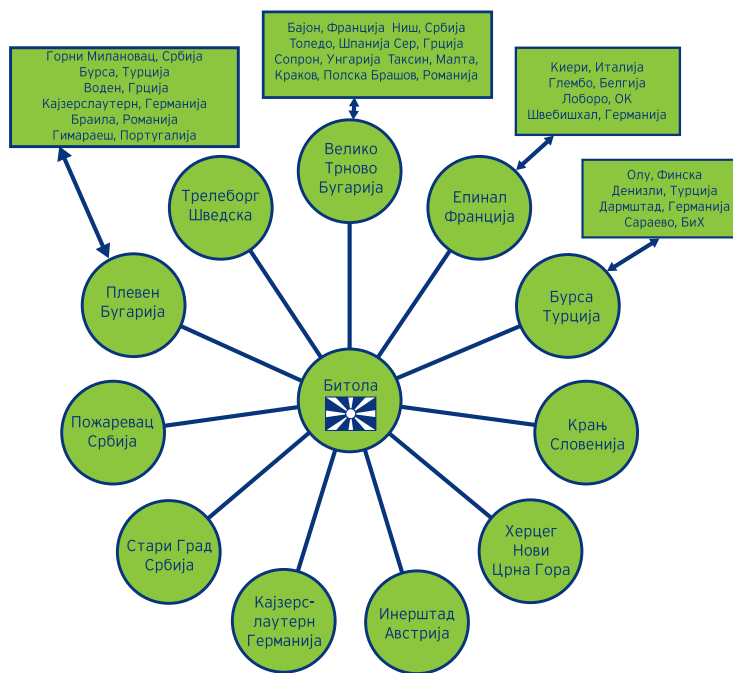 Бајон, Франција Ниш, Србија
Толедо, Шпанија Сер, Грција
Сопрон, Унгарија Таксин, Малта,
Краков, Полска Брашов, Романија
Горни Милановац, Србија
Бурса, Турција
Воден, Грција
Кајзерслаутерн, Германија
Браила, Романија
Гимараеш, Португалија
Киери, Италија
Глембо, Белгија
Лоборо, ОК
Швебишхал, Германија
Олу, Финска
Денизли, Турција
Дармштад, Германија
Сараево, БиХ
Велико
Трново
Бугарија
Трелеборг
Шведска
Епинал
Франција
Плевен
Бугарија
Бурса
Турција
Битола
Пожаревац
Србија
Крањ
Словенија
Стари Град
Србија
Херцег
Нови
Црна Гора
Кајзерс-
лаутерн
Германија
Инерштад
Австрија